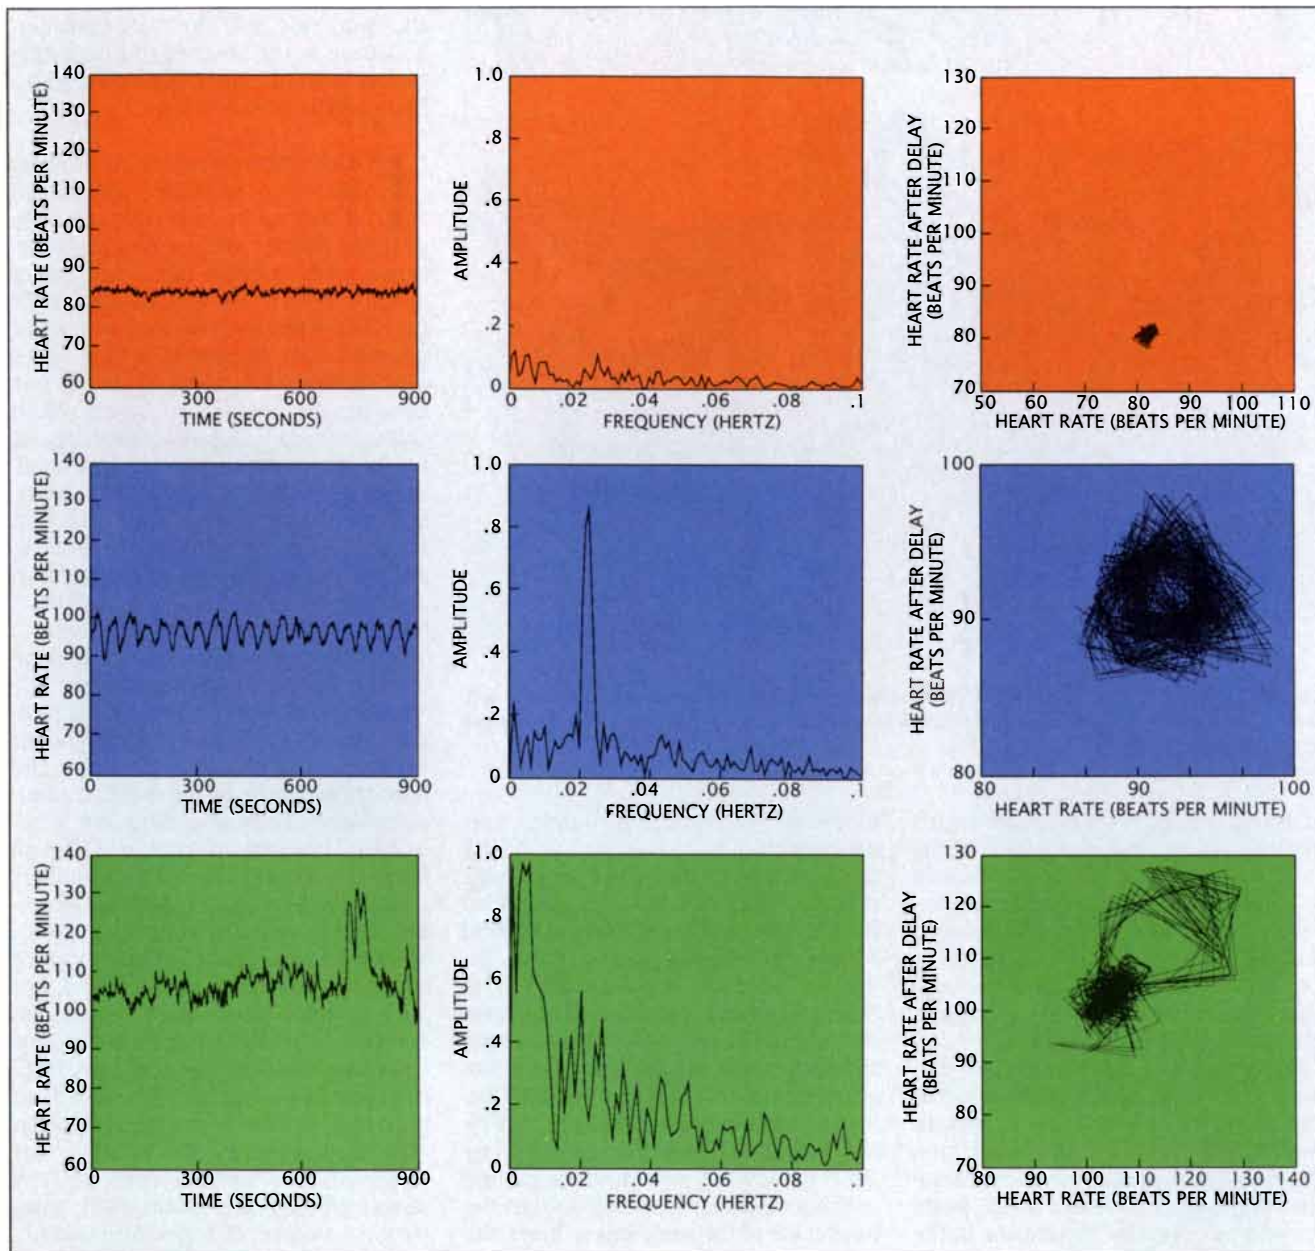 140
130
120
110
100
90
80
70
60
HEART RATE (BEATS PER MINUTE)
0 300 600 900
TIME (SECONDS)
1.0
.8
.6
.4
.2
0
AMPLITUDE
0 .02 .04 .06 .08 .1
FREQUENCY (HERTZ)
130
120
110
100
90
80
70
HEART RATE AFTER DELAY
(BEATS PER MINUTE)
50 60 70 80 90 100 110
HEART RATE (BEATS PER MINUTE)
140
130
120
110
100
90
80
70
60
HEART RATE (BEATS PER MINUTE)
0 300 600 900
TIME (SECONDS)
1.0
.8
.6
.4
.2
0
AMPLITUDE
0 .02 .04 .06 .08 .1
FREQUENCY (HERTZ)
100
90
80
HEART RATE AFTER DELAY
(BEATS PER MINUTE)
80 90 100
HEART RATE (BEATS PER MINUTE)
140
130
120
110
100
90
80
70
60
HEART RATE (BEATS PER MINUTE)
0 300 600 900
TIME (SECONDS)
1.0
.8
.6
.4
.2
0
AMPLITUDE
0 .02 .04 .06 .08 .1
FREQUENCY (HERTZ)
130
120
110
100
90
80
70
HEART RATE AFTER DELAY
(BEATS PER MINUTE)
80 90 100 110 120 130 140
HEART RATE (BEATS PER MINUTE)